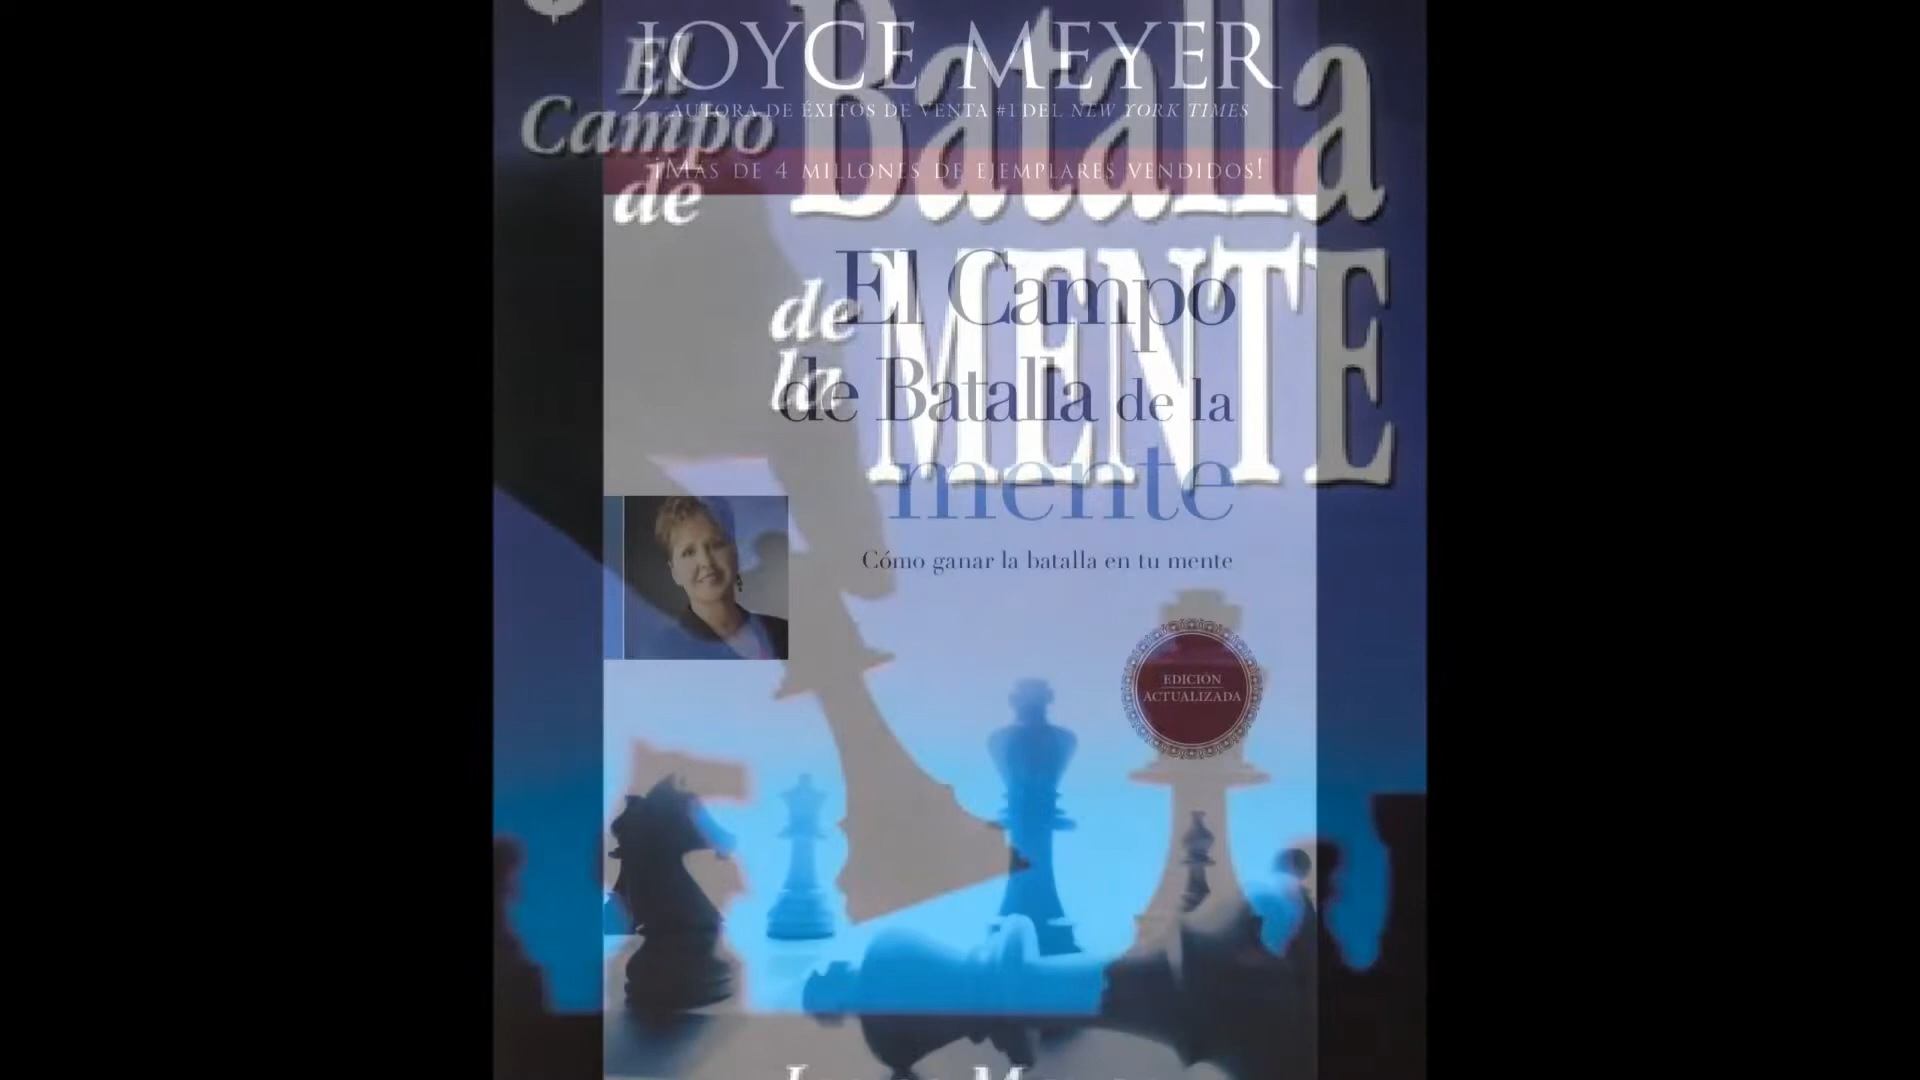 JOYCE MEYER
AUTORA DE ÉXITOS DE VENTA #1 DEL NEW YORK TIMES
¡MÁS DE 4 MILLONES DE EJEMPLARES VENDIDOS!
El
Campo
de
Batalla
de
la
MENTE
El Campo
de Batalla de la
mente
Cómo ganar la batalla en tu mente
EDICIÓN
ACTUALIZADA